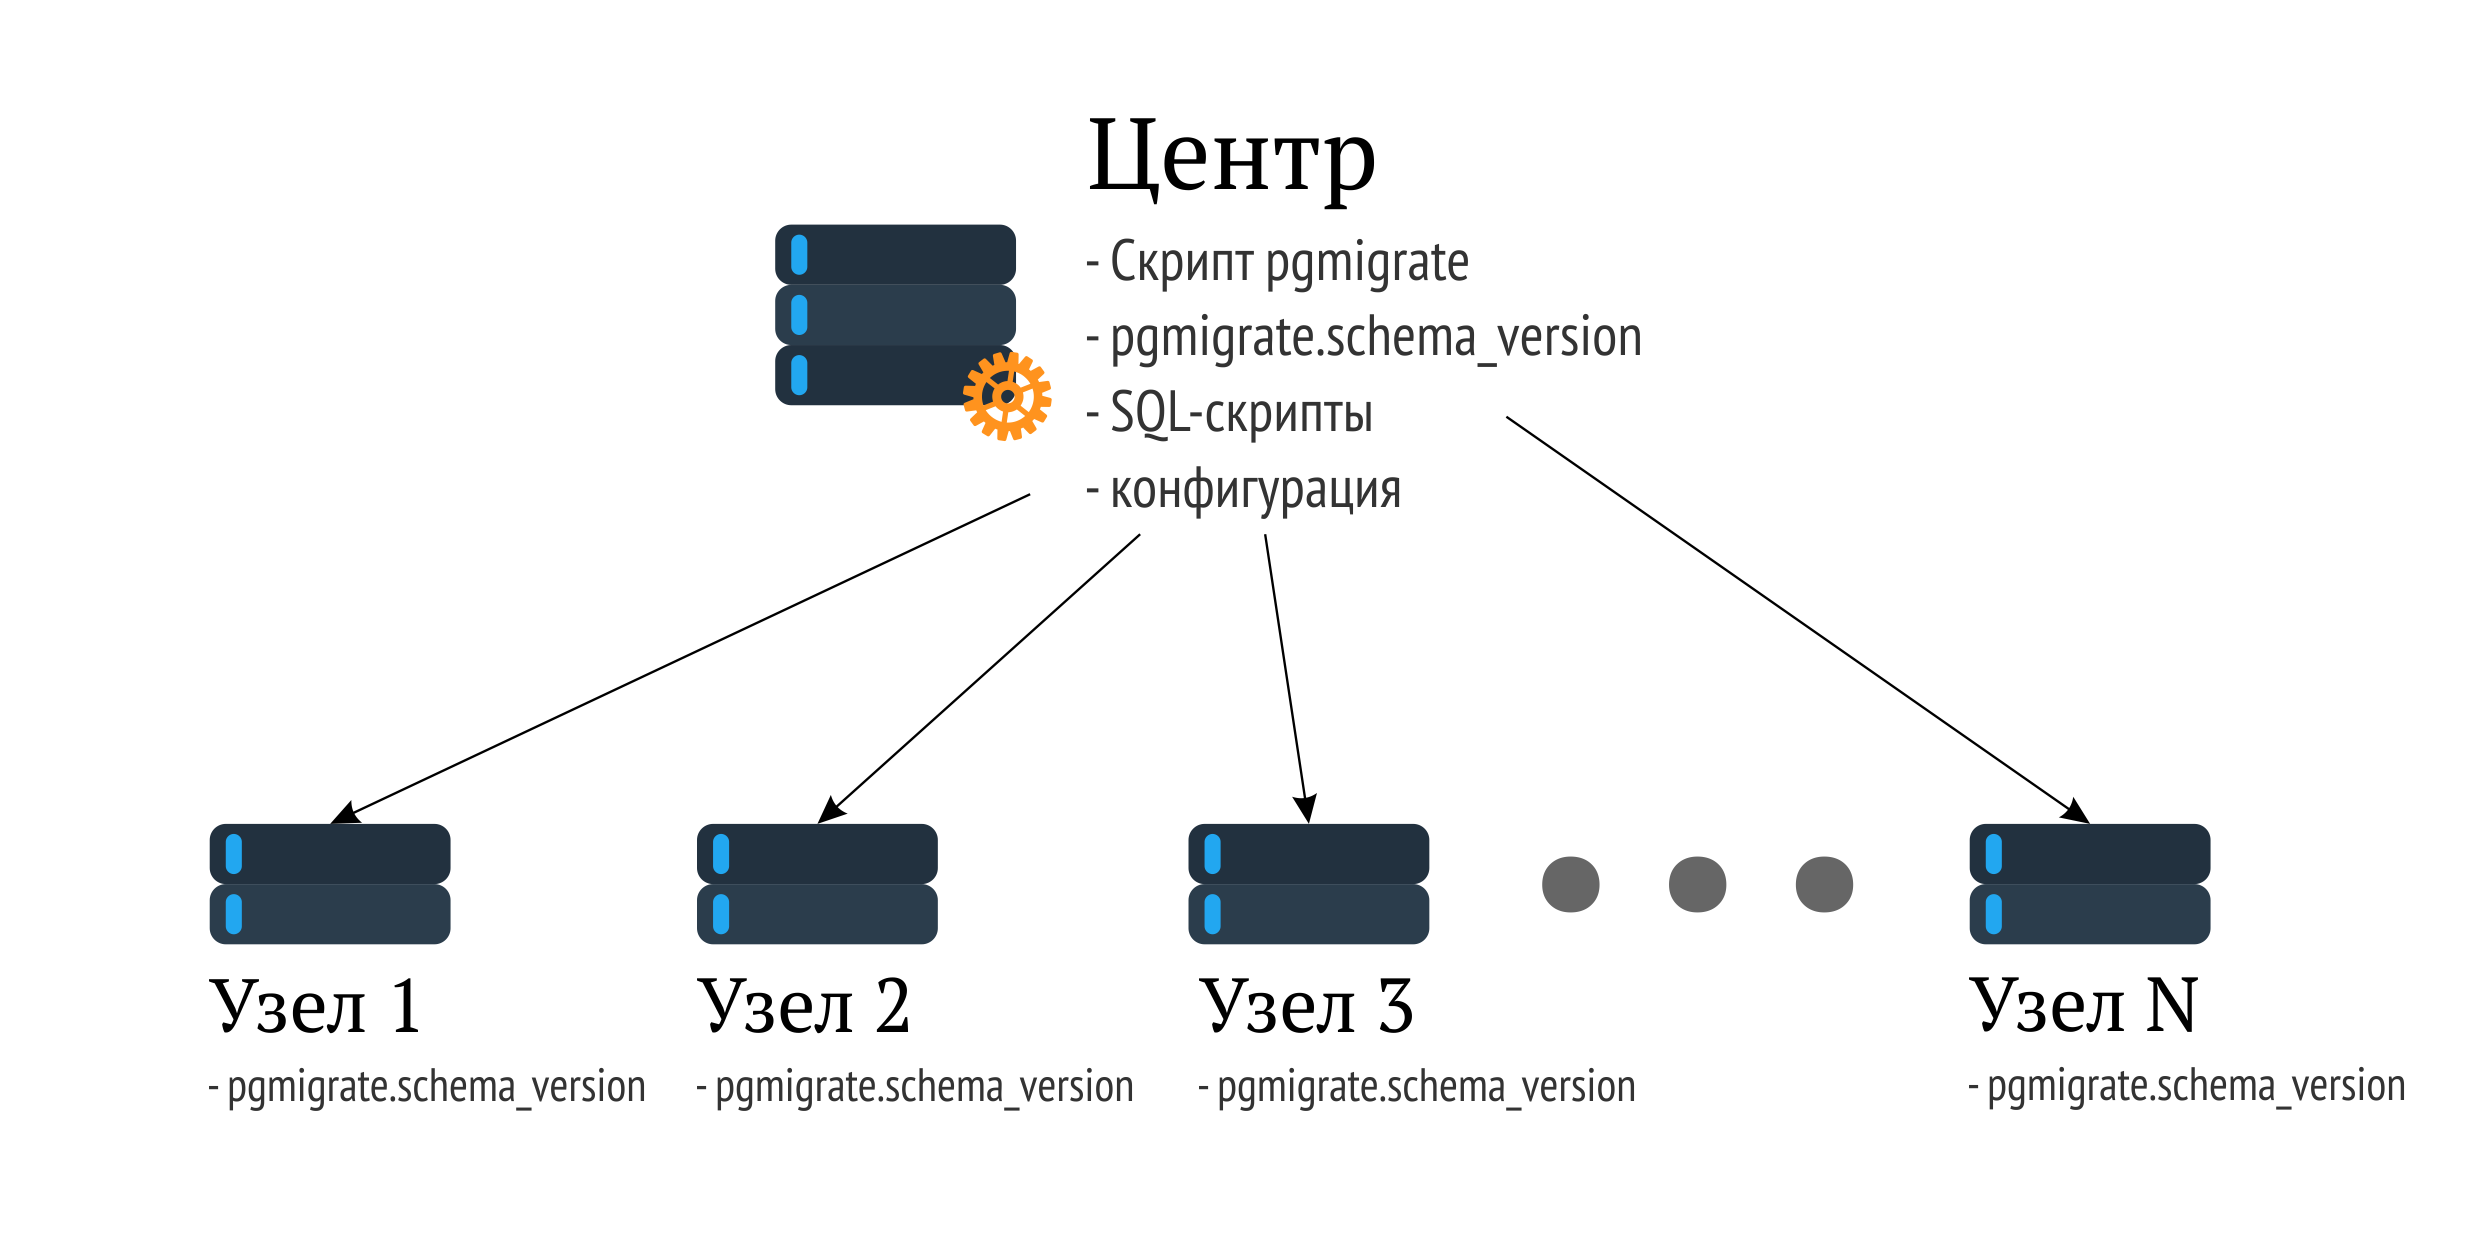 Центр
- Скрипт pgmigrate
- pgmigrate.schema_version
- SQL-скрипты
- конфигурация
Узел 1
- pgmigrate.schema_version
Узел 2
- pgmigrate.schema_version
Узел 3
- pgmigrate.schema_version
Узел N
- pgmigrate.schema_version